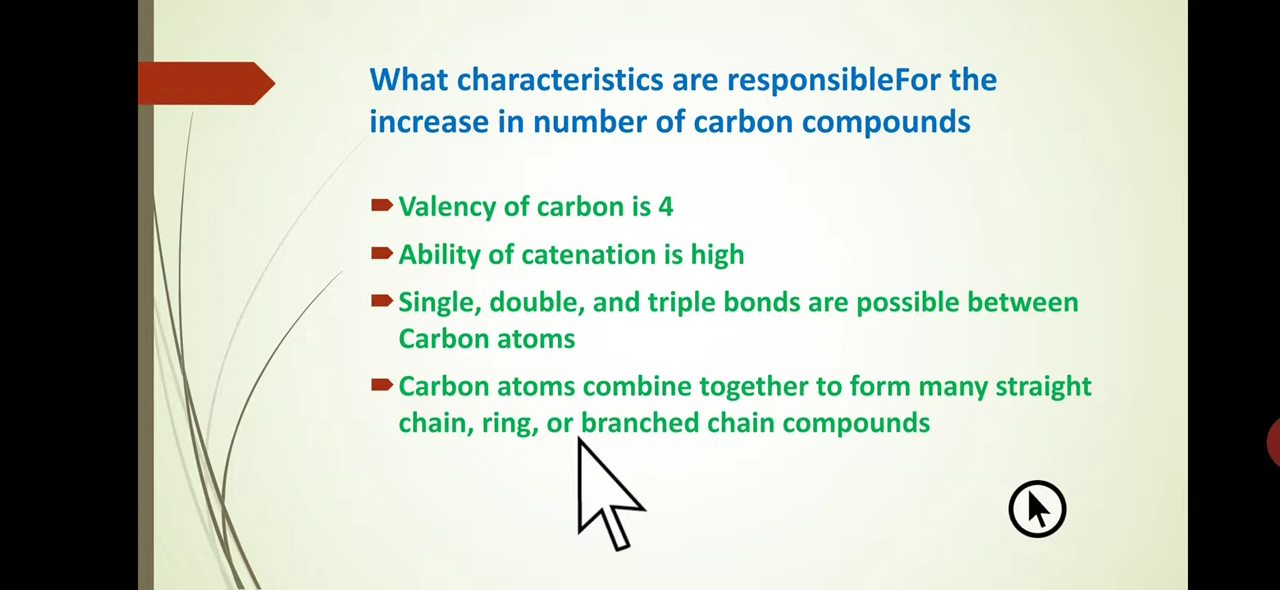 What characteristics are responsibleFor the
increase in number of carbon compounds
Valency of carbon is 4
Ability of catenation is high
Single, double, and triple bonds are possible between
Carbon atoms
Carbon atoms combine together to form many straight
chain, ring, or branched chain compounds